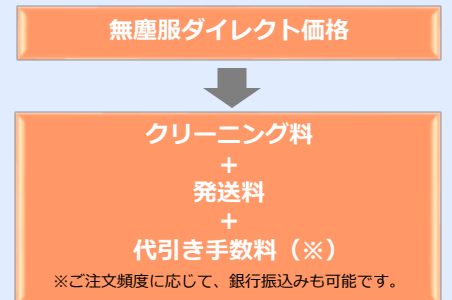 無塵服ダイレクト価格
クリーニング料
+
発送料
+
代引き手数料（※）
※ご注文頻度に応じて、銀行振込みも可能です。